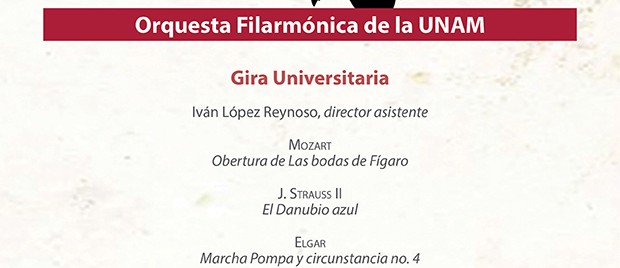 Orquesta Filarmónica de la UNAM
Gira Universitaria
Iván López Reynoso, director asistente
Mozart
Obertura de Las bodas de Fígaro
J. Strauss II
El Danubio azul
Elgar
Marcha Pompa y circunstancia no. 4